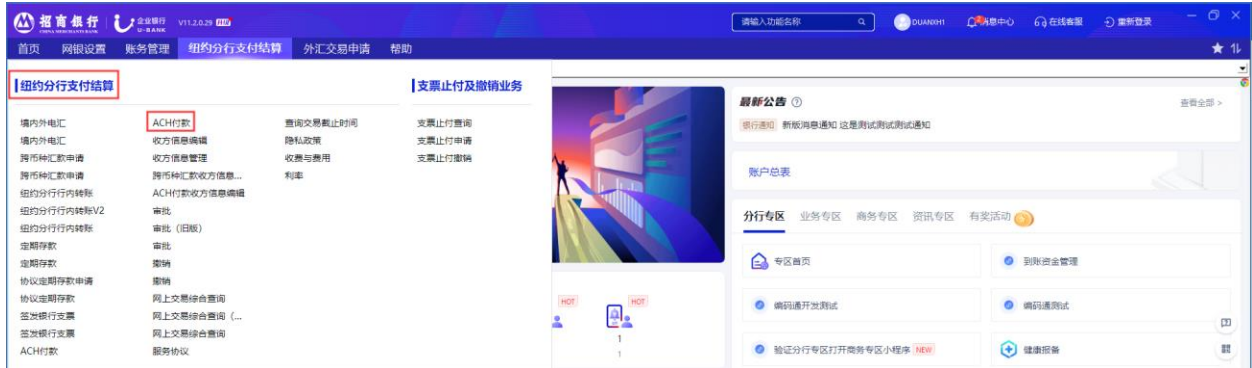 招商银行 企业银行 V11.2.0.29 请输入功能名称 DUANXH1 消息中心 在线客服 重新登录
CHINA MERCHANTS BANK U-BANK
首页 网银设置 账务管理 纽约分行支付结算 外汇交易申请 帮助
纽约分行支付结算 支票止付及撤销业务
境内外电汇 ACH付款 查询交易截止时间 支票止付查询
境内外电汇 收方信息编辑 隐私政策 支票止付申请
跨币种汇款申请 收方信息管理 收费与费用 支票止付撤销
跨币种汇款申请 跨币种汇款收方信息... 利率
纽约分行行内转账 ACH付款收方信息编辑
纽约分行行内转账V2 审批
纽约分行行内转账 审批（旧版）
定期存款 审批
定期存款 撤销
协议定期存款申请 撤销
协议定期存款 网上交易综合查询
签发银行支票 网上交易综合查询（...
签发银行支票 网上交易综合查询
ACH付款 服务协议
HOT HOT
1
1
最新公告 查看全部 >
银行通知 新版消息通知 这是测试测试测试通知
账户总表
分行专区 业务专区 商务专区 资讯专区 有奖活动
专区首页 到账资金管理
编码通开发测试 编码通测试
验证分行专区打开商务专区小程序 NEW 健康报备